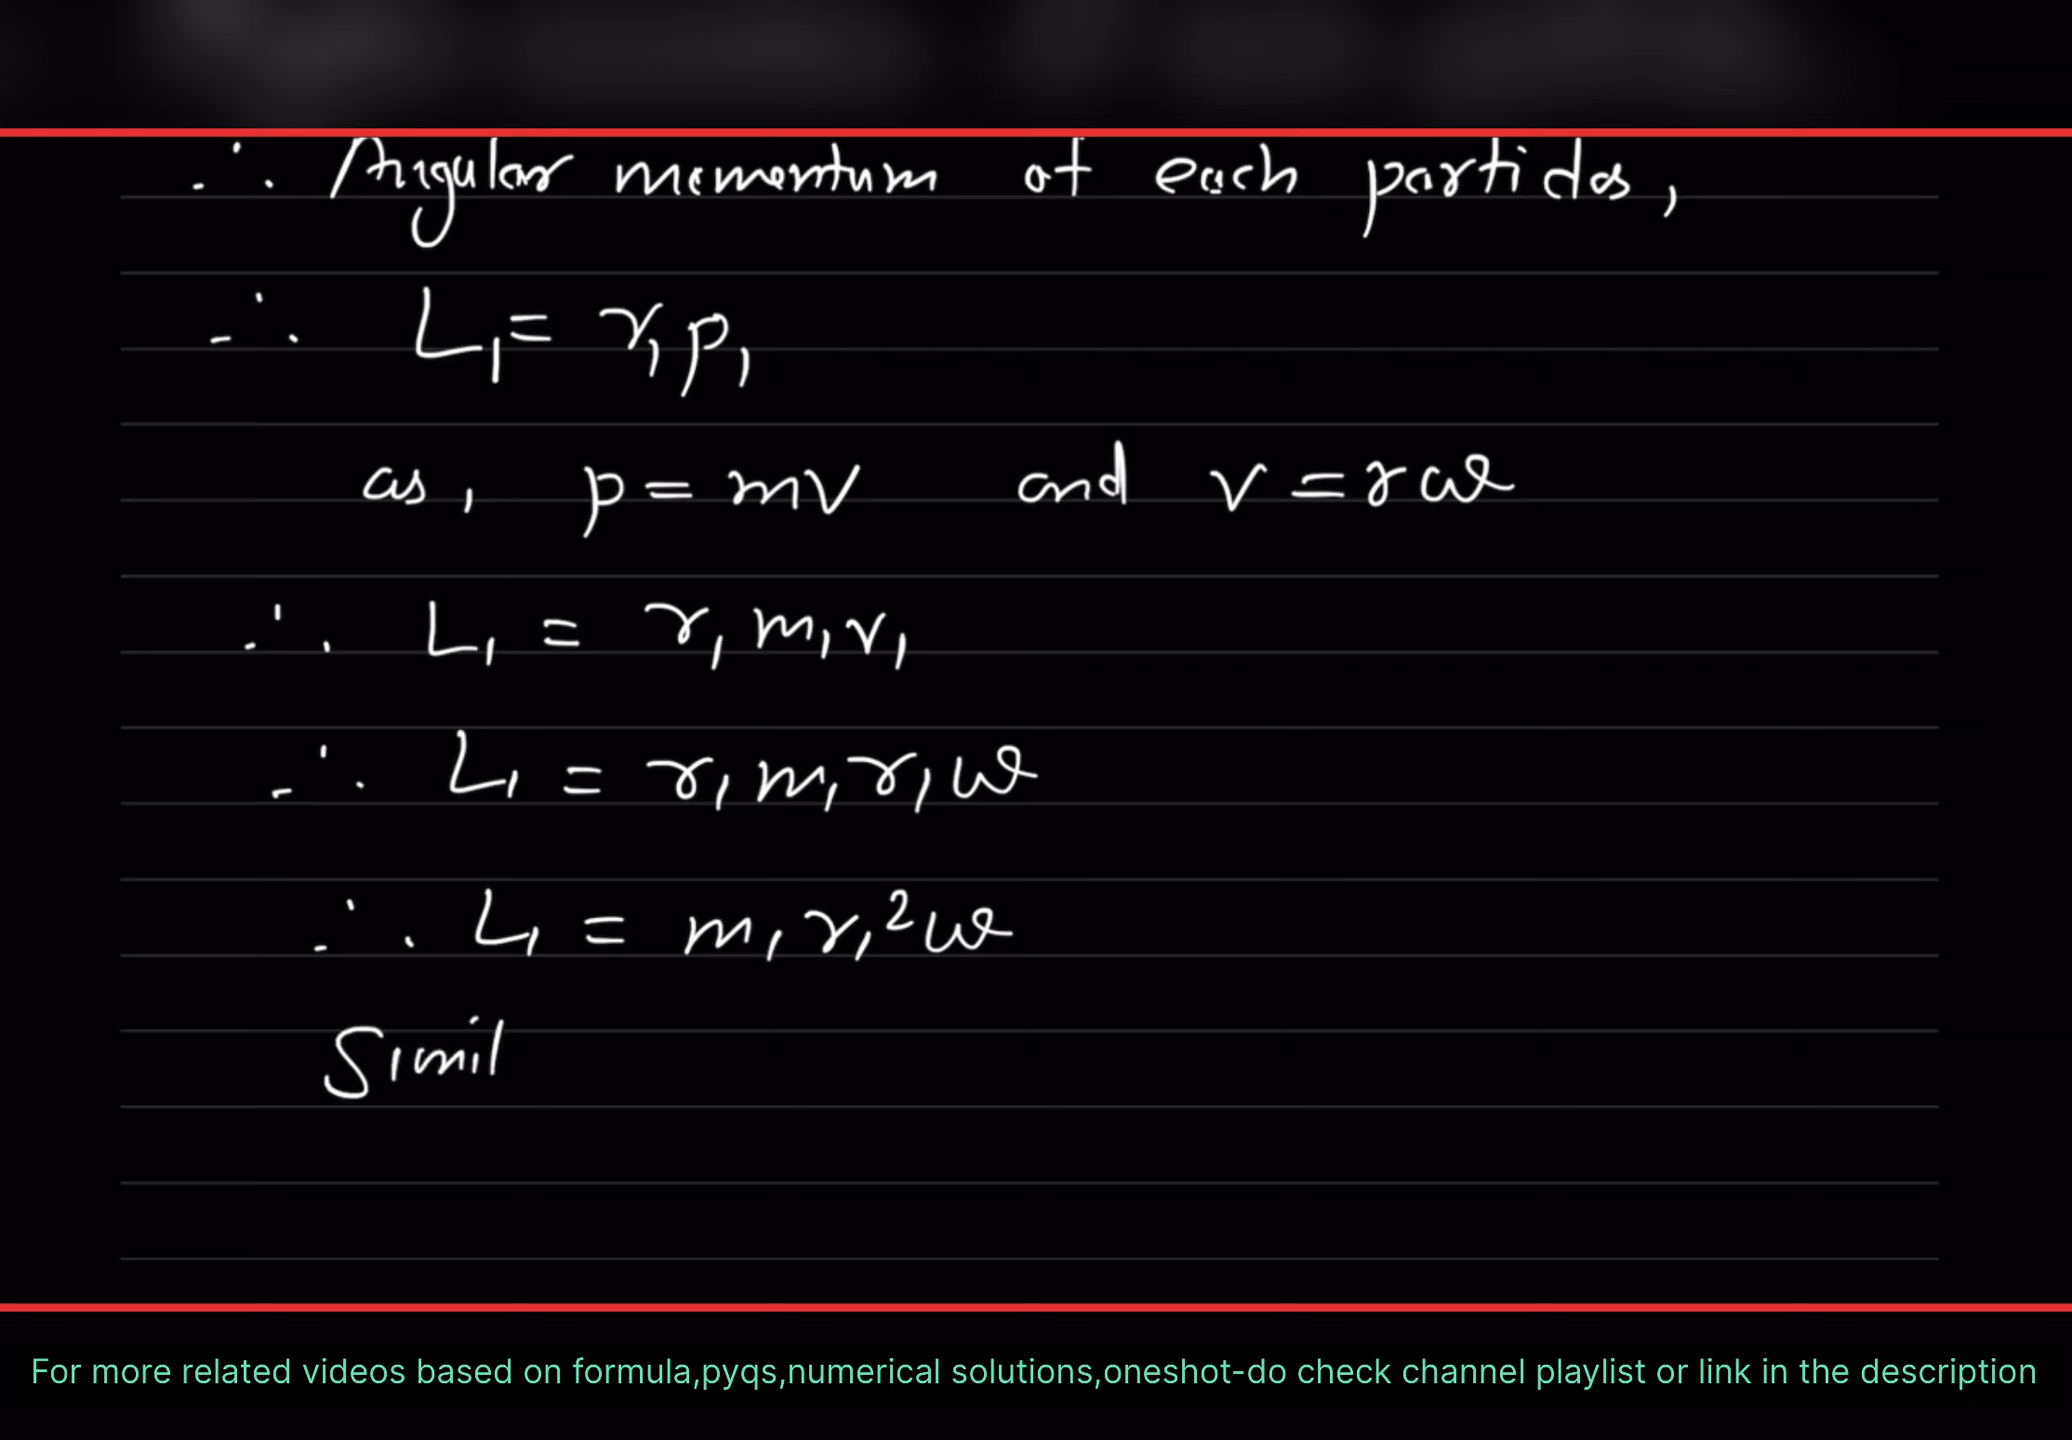 ∴ Angular momentum of each particles,
∴ L₁ = r₁p₁
as, p = mv and v = rω
∴ L₁ = r₁m₁v₁
∴ L₁ = r₁m₁r₁ω
∴ L₁ = m₁r₁²ω
Simil
For more related videos based on formula,pyqs,numerical solutions,oneshot-do check channel playlist or link in the description